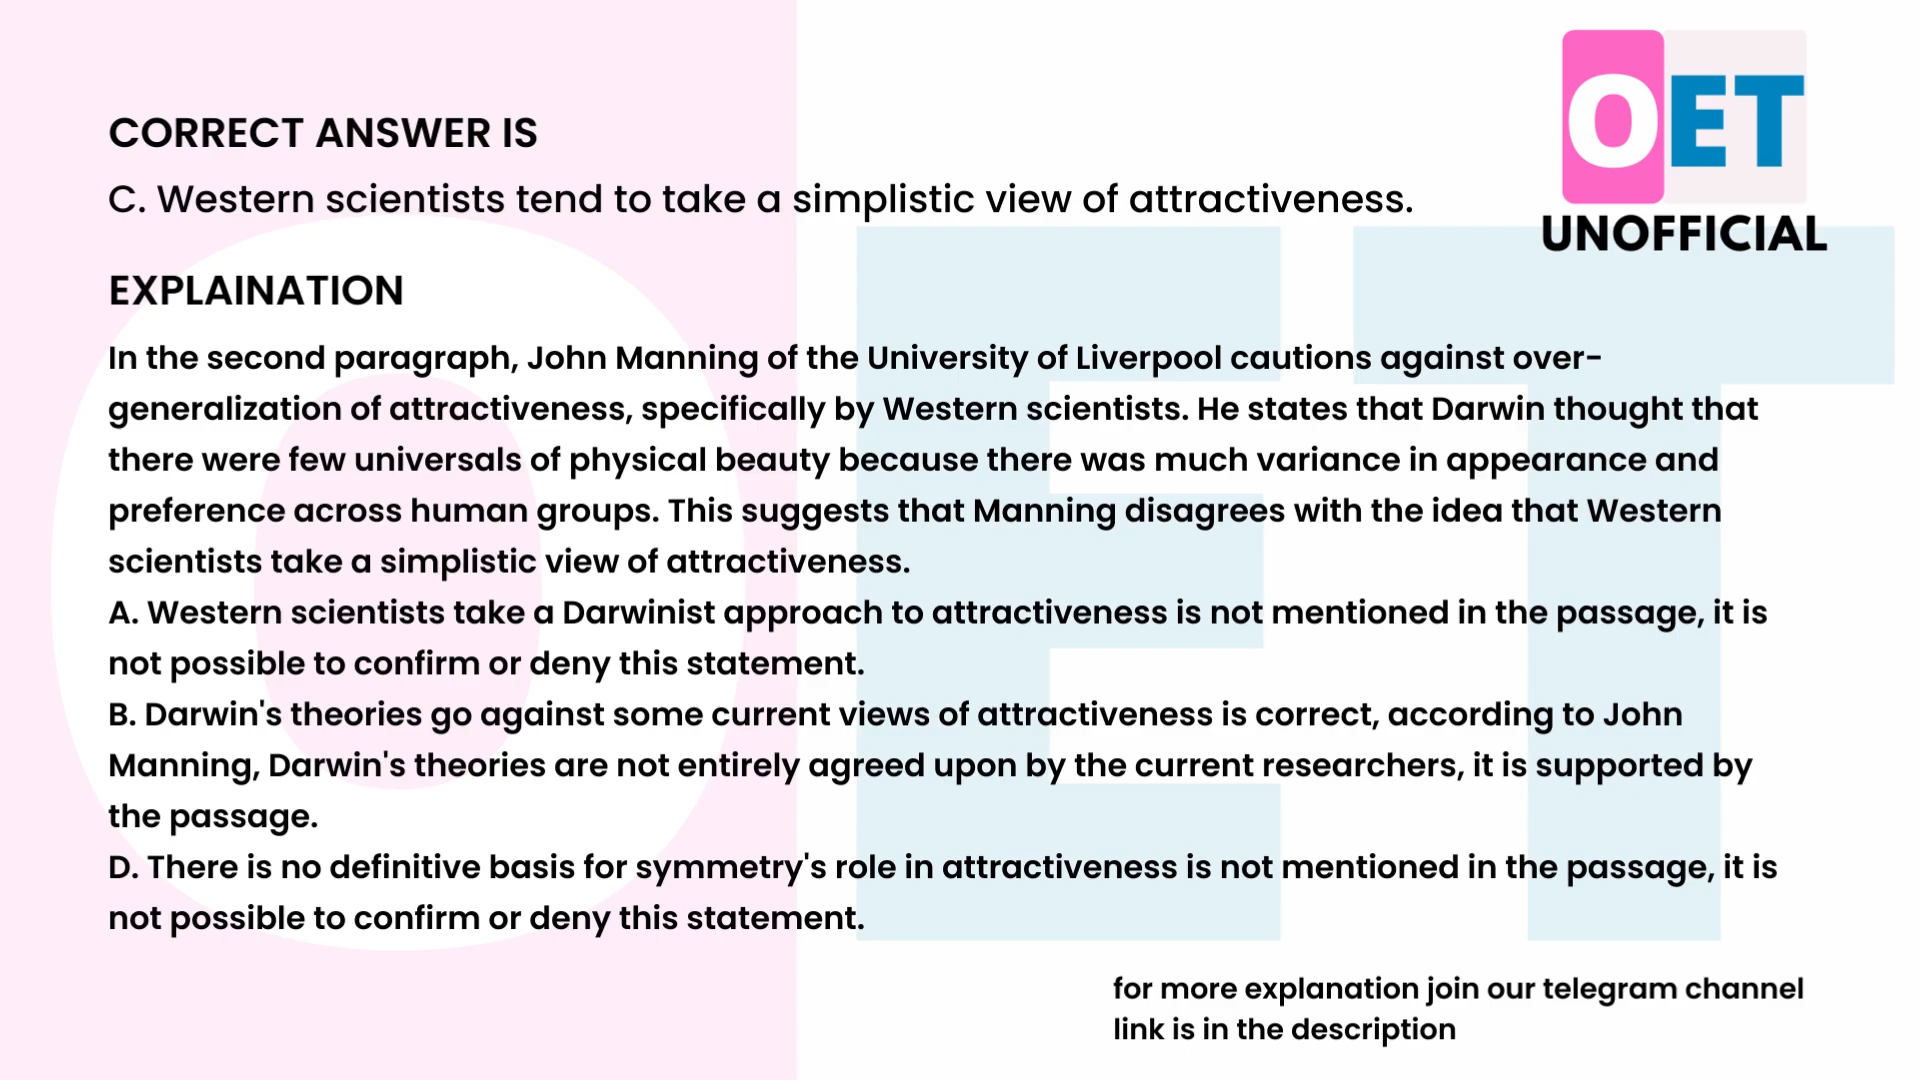 OET
UNOFFICIAL
CORRECT ANSWER IS
C. Western scientists tend to take a simplistic view of attractiveness.
EXPLAINATION
In the second paragraph, John Manning of the University of Liverpool cautions against over-
generalization of attractiveness, specifically by Western scientists. He states that Darwin thought that
there were few universals of physical beauty because there was much variance in appearance and
preference across human groups. This suggests that Manning disagrees with the idea that Western
scientists take a simplistic view of attractiveness.
A. Western scientists take a Darwinist approach to attractiveness is not mentioned in the passage, it is
not possible to confirm or deny this statement.
B. Darwin's theories go against some current views of attractiveness is correct, according to John
Manning, Darwin's theories are not entirely agreed upon by the current researchers, it is supported by
the passage.
D. There is no definitive basis for symmetry's role in attractiveness is not mentioned in the passage, it is
not possible to confirm or deny this statement.
for more explanation join our telegram channel
link is in the description